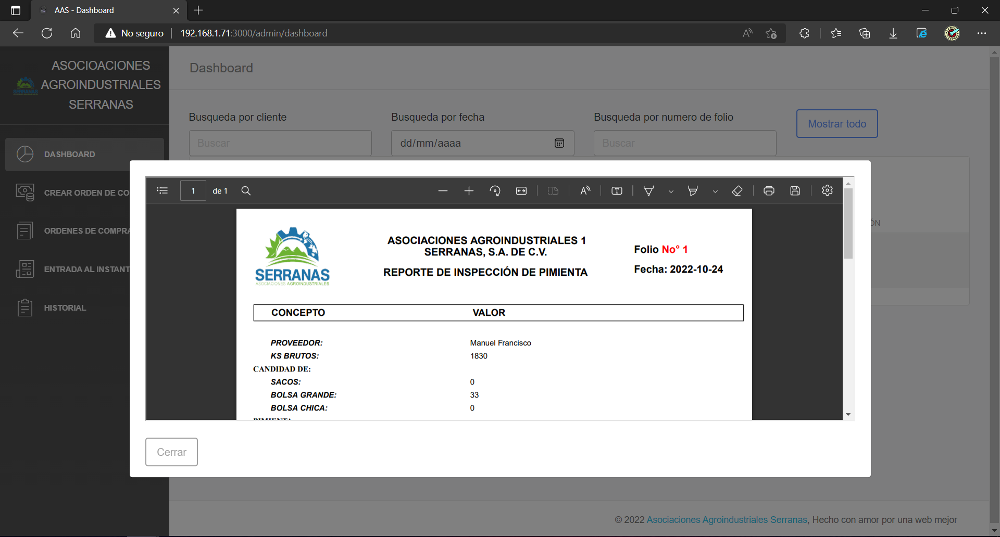 AAS - Dashboard
No seguro
192.168.1.71:3000/admin/dashboard
ASOCIOACIONES
AGROINDUSTRIALES
SERRANAS
SERRANAS
DASHBOARD
CREAR ORDEN DE CO
ORDENES DE COMPRA
ENTRADA AL INSTANT
HISTORIAL
Dashboard
Busqueda por cliente
Buscar
Busqueda por fecha
dd/mm/aaaa
Busqueda por numero de folio
Buscar
Mostrar todo
ÓN
1 de 1
SERRANAS
ASOCIACIONES AGROINDUSTRIALES
ASOCIACIONES AGROINDUSTRIALES 1
SERRANAS, S.A. DE C.V.
REPORTE DE INSPECCIÓN DE PIMIENTA
Folio No° 1
Fecha: 2022-10-24
CONCEPTO VALOR
PROVEEDOR: Manuel Francisco
KS BRUTOS: 1830
CANDIDAD DE:
SACOS: 0
BOLSA GRANDE: 33
BOLSA CHICA: 0
PIMIENTA
Cerrar
© 2022 Asociaciones Agroindustriales Serranas, Hecho con amor por una web mejor